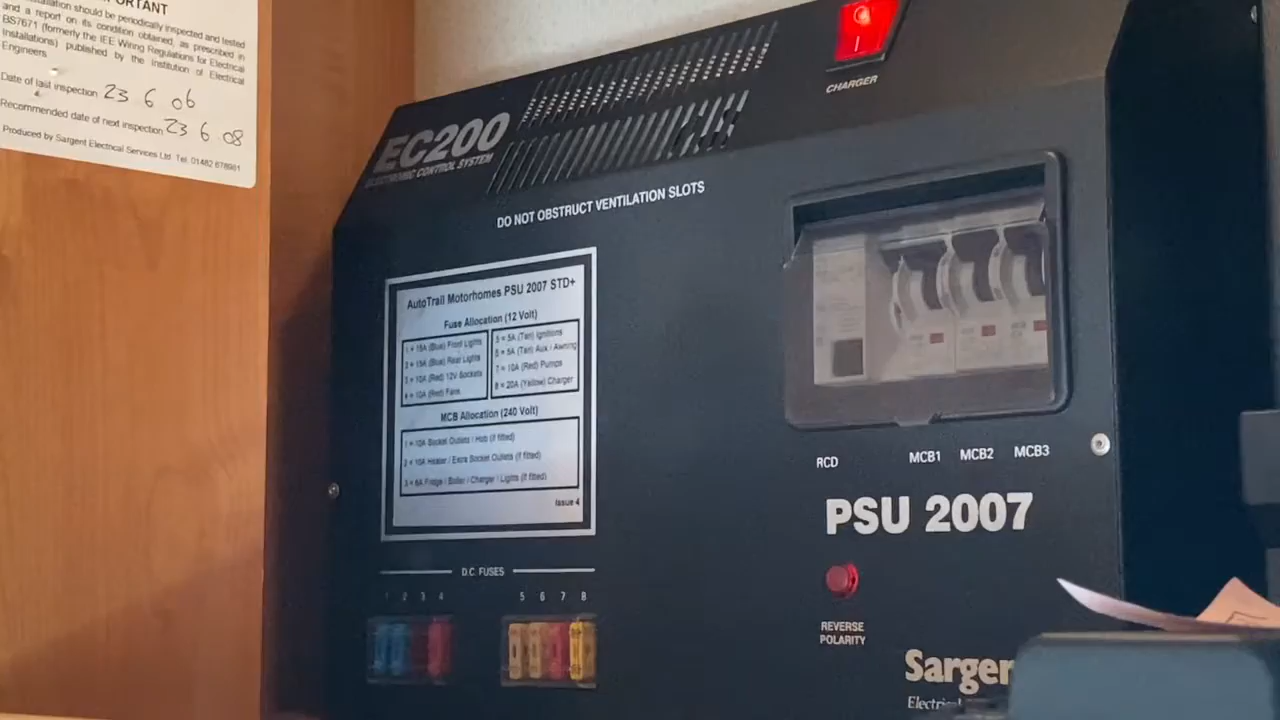 PORTANT
allation should be periodically inspected and tested
and a report on its condition obtained, as prescribed in
BS7671 (formerly the IEE Wiring Regulations for Electrical
Installations) published by the Institution of Electrical
Engineers
Date of last inspection 23 6 06
Recommended date of next inspection 23 6 08
Produced by Sargent Electrical Services Ltd Tel. 01482 678981
CHARGER
I
EC200
ELECTRONIC CONTROL SYSTEM
DO NOT OBSTRUCT VENTILATION SLOTS
AutoTrail Motorhomes PSU 2007 STD+
Fuse Allocation (12 Volt)
1 = 15A (Blue) Front Lights
2 = 15A (Blue) Rear Lights
3 = 10A (Red) 12V Sockets
4 = 10A (Red) Fans
5 = 5A (Tan) Ignitions
6 = 5A (Tan) Aux / Awning
7 = 10A (Red) Pumps
8 = 20A (Yellow) Charger
MCB Allocation (240 Volt)
1 = 10A Socket Outlets / Hob (if fitted)
2 = 10A Heater / Extra Socket Outlets (if fitted)
3 = 6A Fridge / Boiler / Charger / Lights (if fitted)
Issue 4
RCD MCB1 MCB2 MCB3
PSU 2007
D.C. FUSES
1 2 3 4 5 6 7 8
REVERSE
POLARITY
Sarger
Electri